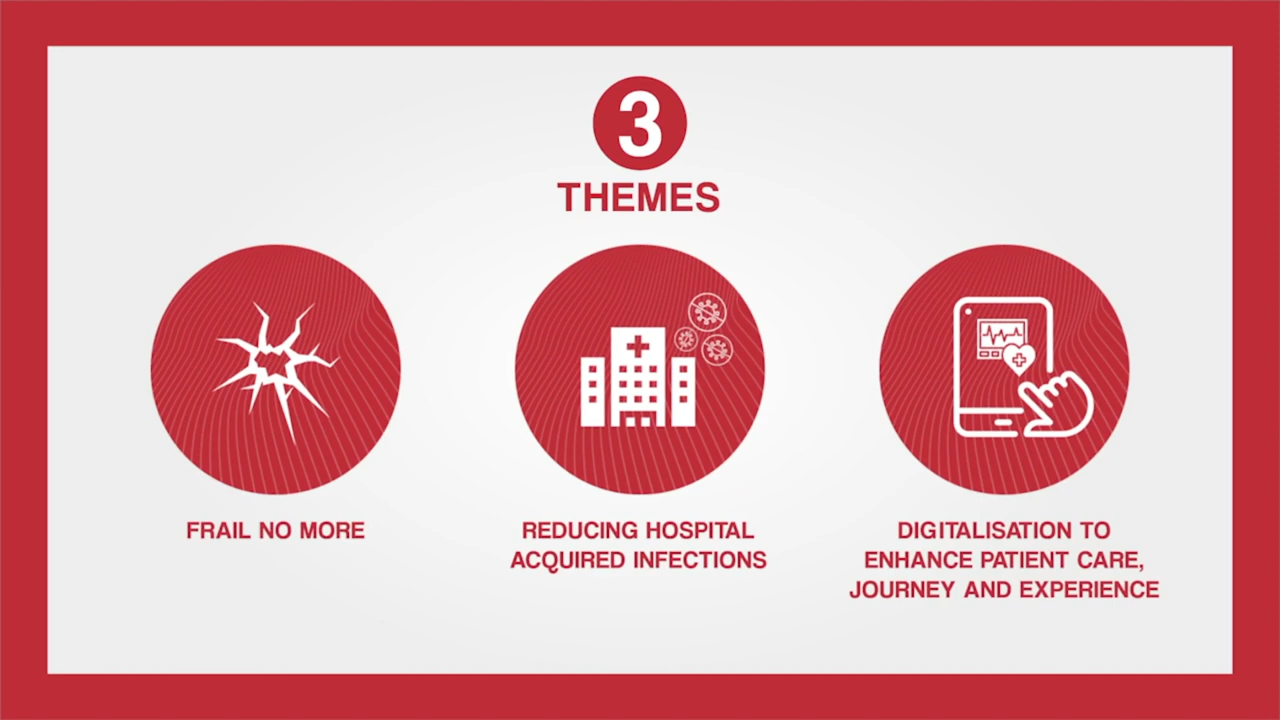 3
THEMES
FRAIL NO MORE
REDUCING HOSPITAL
ACQUIRED INFECTIONS
DIGITALISATION TO
ENHANCE PATIENT CARE,
JOURNEY AND EXPERIENCE